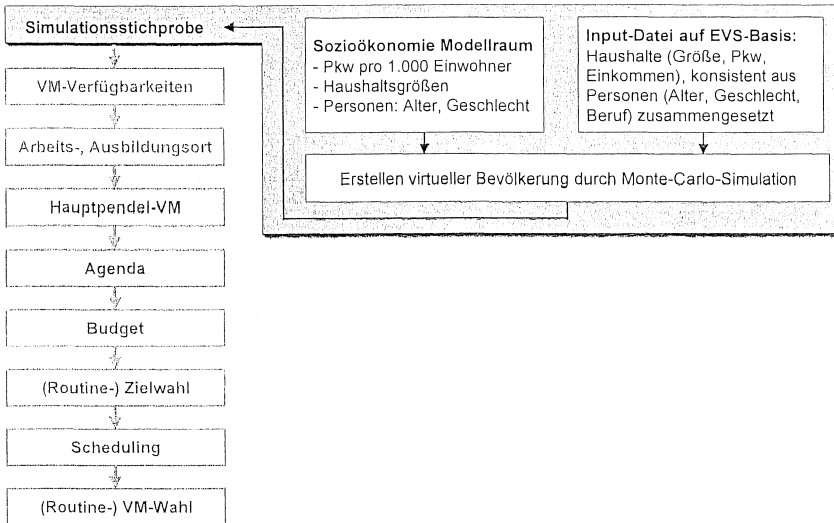 Simulationsstichprobe
VM-Verfügbarkeiten
Arbeits-, Ausbildungsort
Hauptpendel-VM
Agenda
Budget
(Routine-) Zielwahl
Scheduling
(Routine-) VM-Wahl
Sozioökonomie Modellraum
- Pkw pro 1.000 Einwohner
- Haushaltsgrößen
- Personen: Alter, Geschlecht
Input-Datei auf EVS-Basis:
Haushalte (Größe, Pkw,
Einkommen), konsistent aus
Personen (Alter, Geschlecht,
Beruf) zusammengesetzt
Erstellen virtueller Bevölkerung durch Monte-Carlo-Simulation